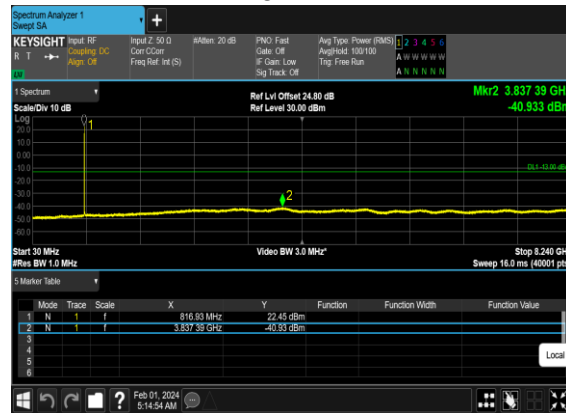 Spectrum Analyzer 1
Swept SA
+
KEYSIGHT Input: RF Input Z: 50 Ω #Atten: 20 dB PNO: Fast Avg Type: Power (RMS) 1 2 3 4 5 6
R T Coupling: DC Corr CCorr Gate: Off Avg|Hold: 100/100 A W W W W W
Align: Off Freq Ref: Int (S) IF Gain: Low Trig: Free Run
LXI Sig Track: Off A N N N N N
1 Spectrum Ref Lvl Offset 24.80 dB Mkr2 3.837 39 GH
Scale/Div 10 dB Ref Level 30.00 dBm -40.933 dBr
Log
1
20.0
10.0
0.00
-10.0 DL1 -13.00 dB
-20.0
-30.0
2
-40.0
-50.0
-60.0
Start 30 MHz Video BW 3.0 MHz* Stop 8.240 GH
#Res BW 1.0 MHz Sweep 16.0 ms (40001 pts
5 Marker Table
Mode Trace Scale X Y Function Function Width Function Value
1 N 1 f 816.93 MHz 22.45 dBm
2 N 1 f 3.837 39 GHz -40.93 dBm
3
4
5
6
Local
? Feb 01, 2024
5:14:54 AM